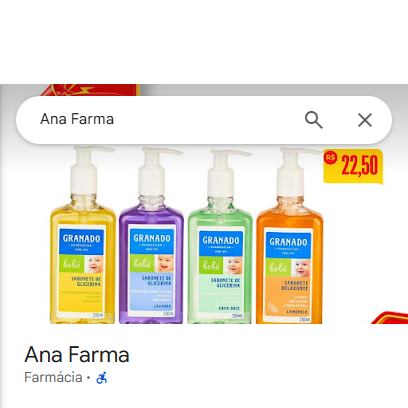 Ana Farma
R$ 22,50
GRANADO GRANADO GRANADO GRANADO
bebê bebê bebê bebê
SABONETE DE GLICERINA SABONETE DE GLICERINA SABONETE DE GLICERINA SABONETE RELAXANTE
LAVANDA ERVA-DOCE CAMOMILA
250ml 250ml 250ml 250ml
Ana Farma
Farmácia ·